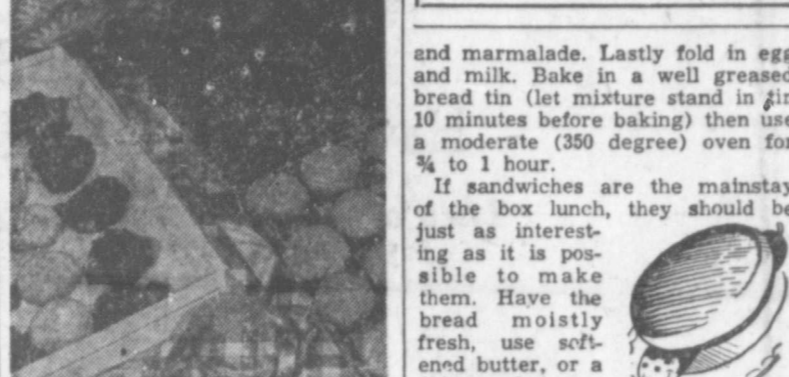 and marmalade. Lastly fold in egg
and milk. Bake in a well greased
bread tin (let mixture stand in tin
10 minutes before baking) then use
a moderate (350 degree) oven for
¾ to 1 hour.
If sandwiches are the mainstay
of the box lunch, they should be
just as interest-
ing as it is pos-
sible to make
them. Have the
bread moistly
fresh, use soft-
ened butter, or a